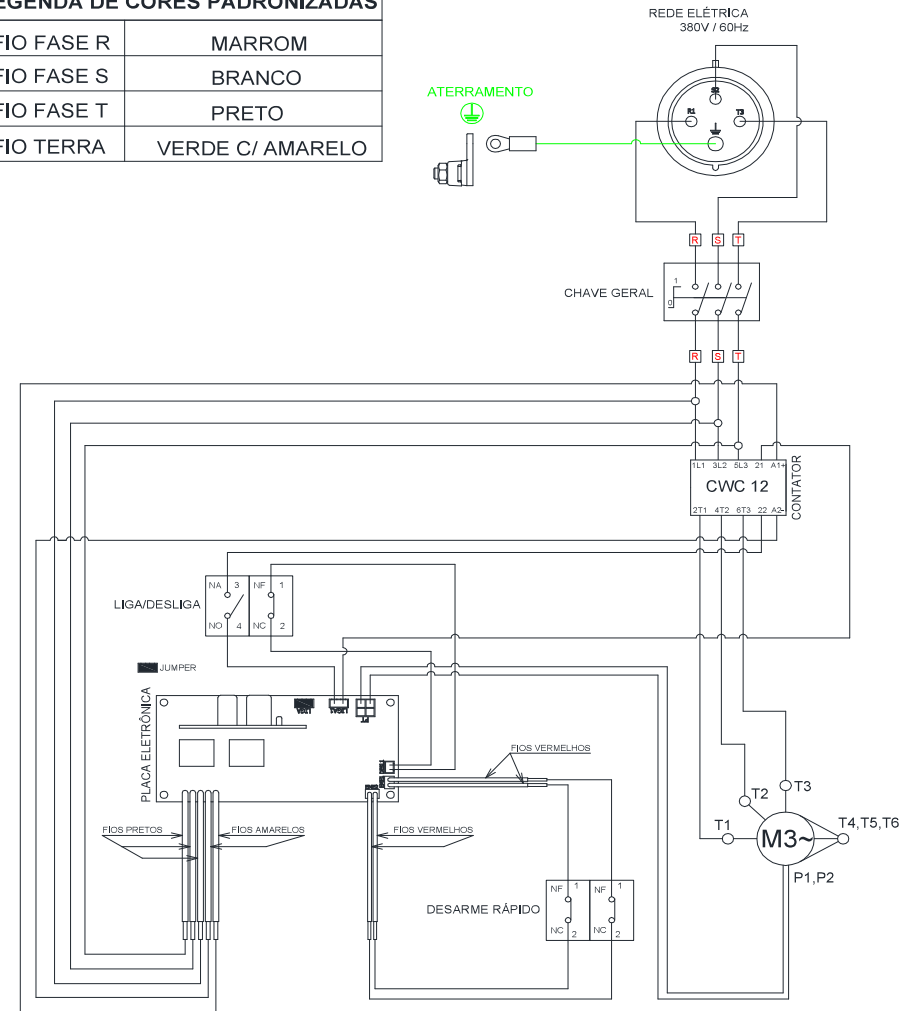 EGENDA DE CORES PADRONIZADAS
FIO FASE R MARROM
FIO FASE S BRANCO
FIO FASE T PRETO
FIO TERRA VERDE C/ AMARELO
REDE ELÉTRICA
380V / 60Hz
ATERRAMENTO
S2
R1 T3
R S T
CHAVE GERAL
1
0
R S T
1L1 3L2 5L3 21 A1+
CWC 12
CONTATOR
2T1 4T2 6T3 22 A2-
LIGA/DESLIGA
NA 3 NF 1
NO 4 NC 2
JUMPER
PLACA ELETRÔNICA
PT
FIOS VERMELHOS
FIOS PRETOS
FIOS AMARELOS
FIOS VERMELHOS
T1
T2
T3
M3~
T4,T5,T6
P1,P2
DESARME RÁPIDO
NF 1 NF 1
NC 2 NC 2